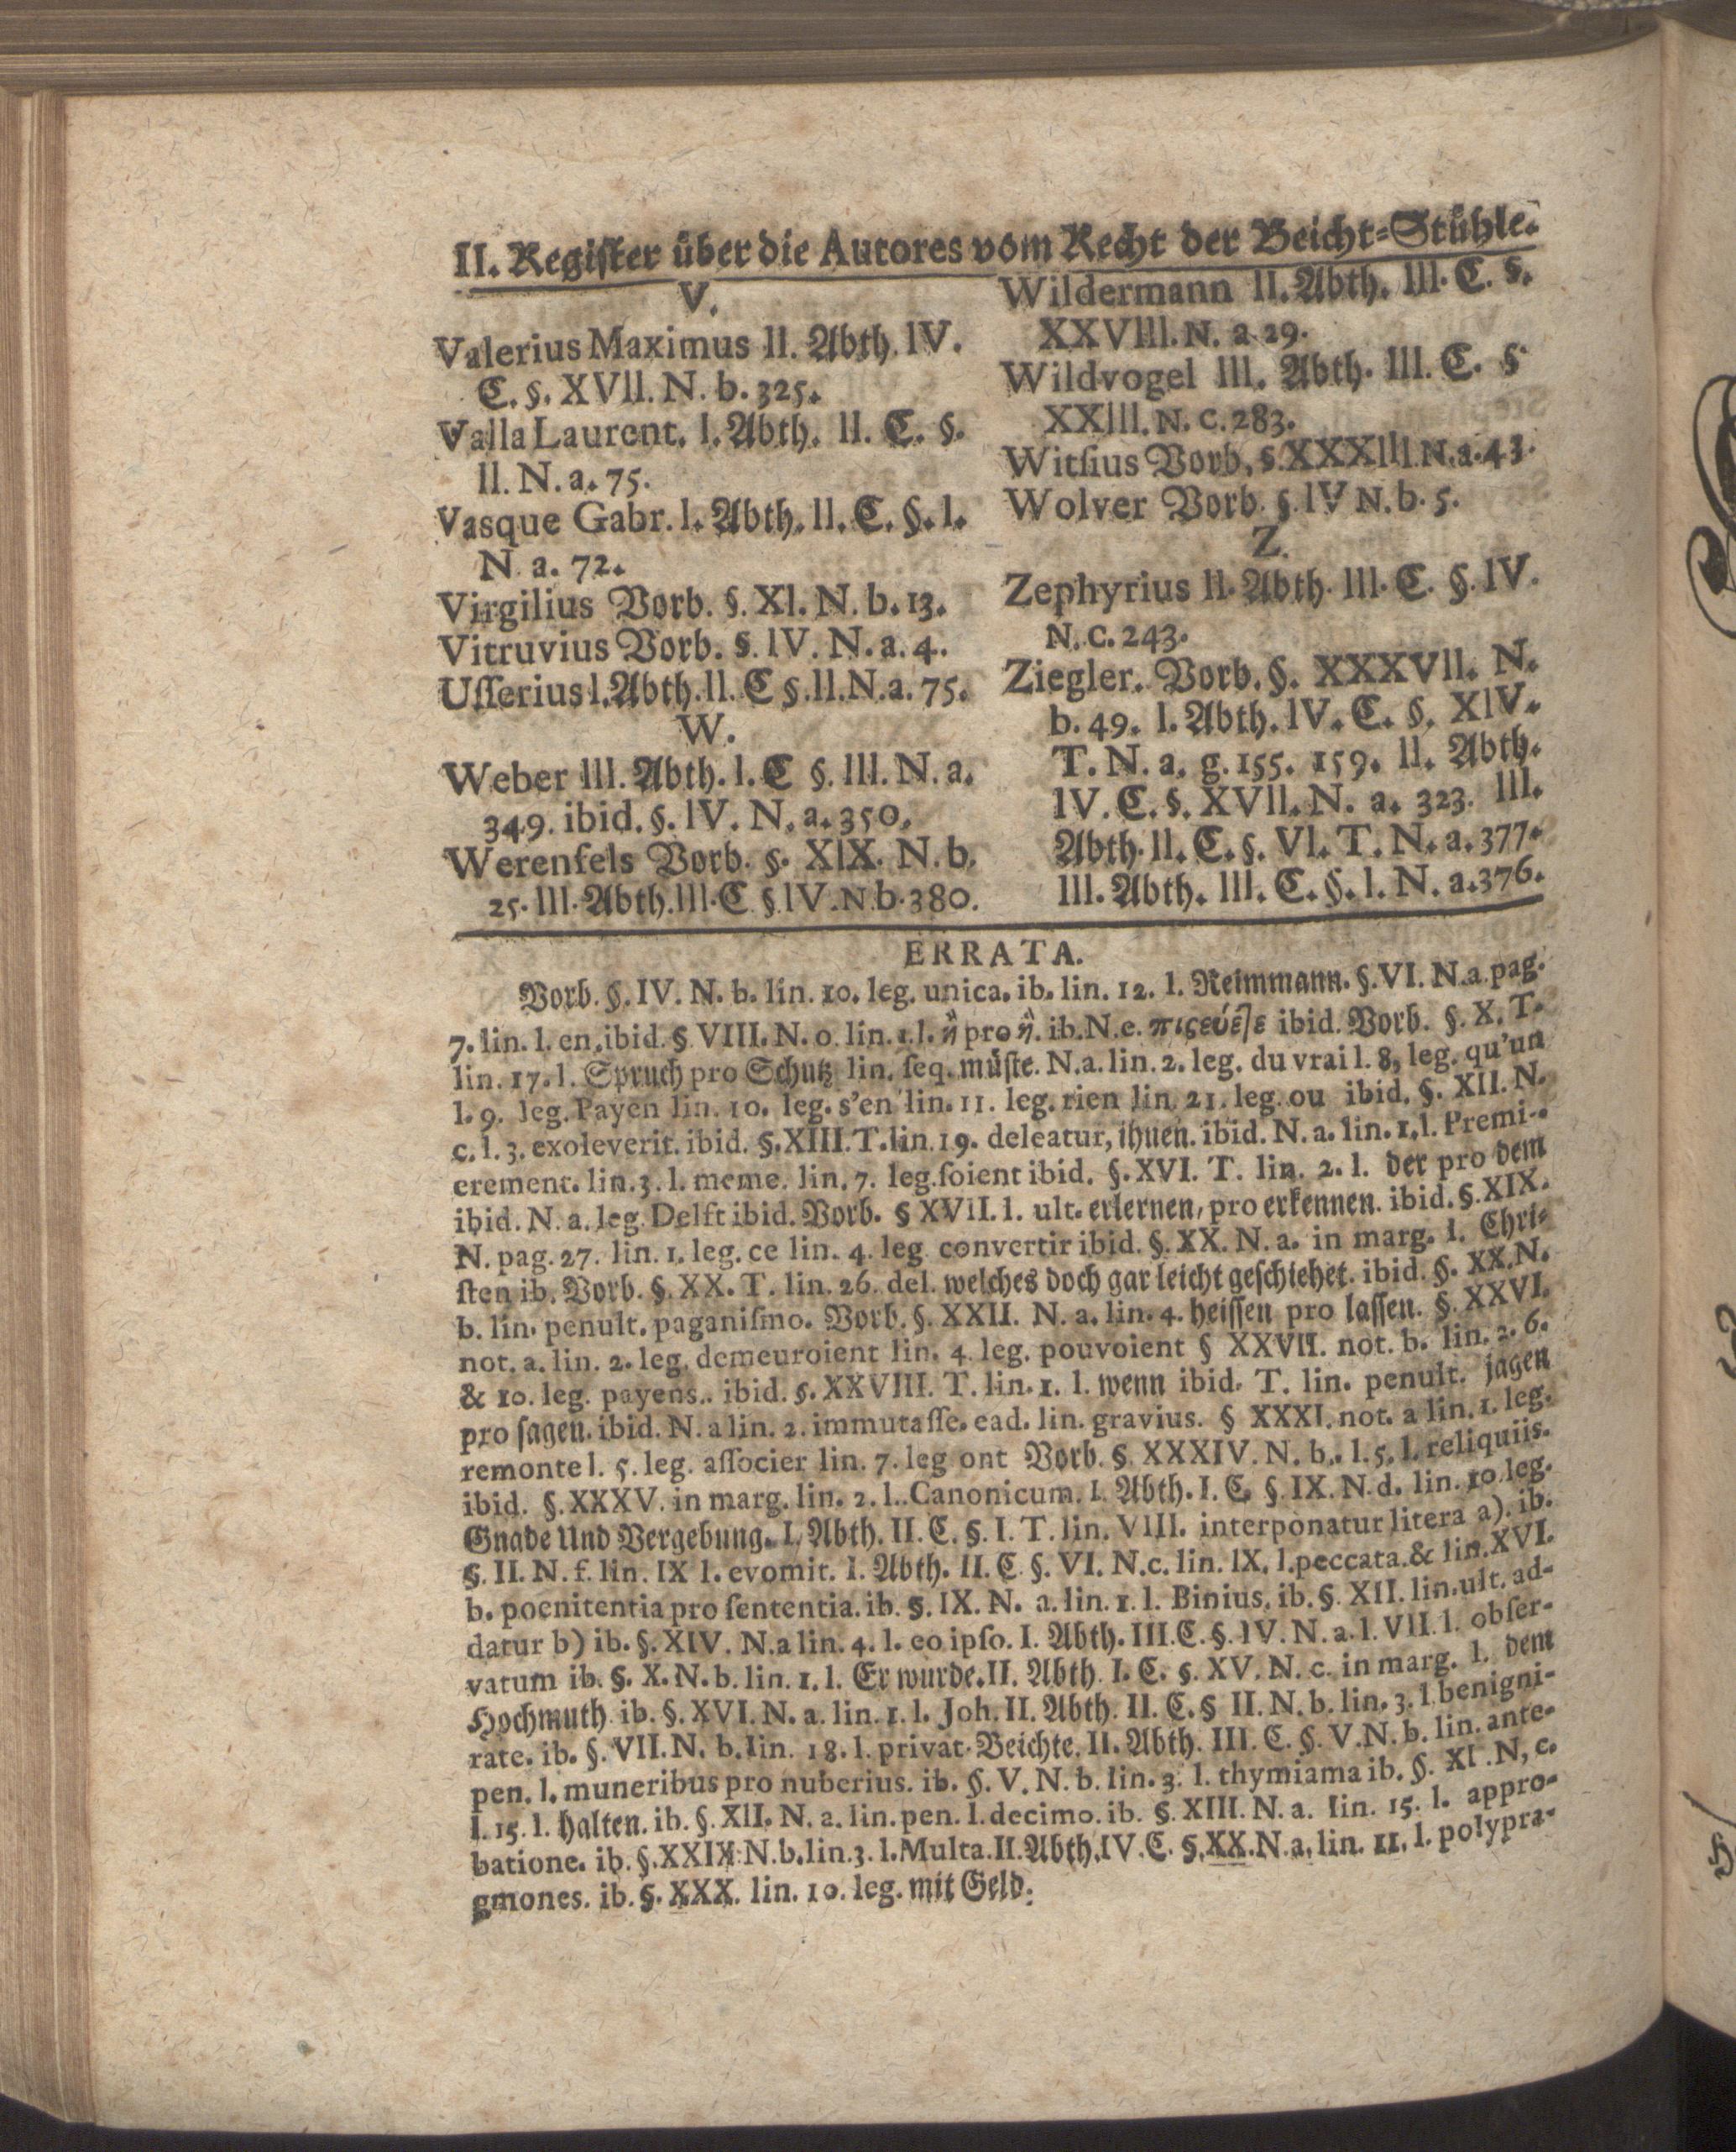 II. Register über die Autores vom Recht der Beicht=Stühle.
V.
Valerius Maximus II. Abth. IV.
C. §. XVII. N. b. 325.
Valla Laurent. I. Abth. II. C. §.
II. N. a. 75.
Vasque Gabr. I. Abth. II. C. §. I.
N. a. 72.
Virgilius Vorb. §. XI. N. b. 13.
Vitruvius Vorb. §. IV. N. a. 4.
Usserius I. Abth. II. C §. II. N. a. 75.
W.
Weber III. Abth. I. C §. III. N. a.
349. ibid. §. IV. N. a. 350.
Werenfels Vorb. §. XIX. N. b.
25. III. Abth. III. C §. IV. N. b. 380.
Wildermann II. Abth. III. C. §.
XXVIII. N. a 29.
Wildvogel III. Abth. III. C. §
XXIII. N. c. 283.
Witsius Vorb. §. XXXIII. N. a. 43.
Wolver Vorb. §. IV N. b. 5.
Z.
Zephyrius II. Abth. III. C. §. IV.
N. c. 243.
Ziegler. Vorb. §. XXXVII. N.
b. 49. I. Abth. IV. C. §. XIV.
T. N. a. g. 155. 159. II. Abth.
IV. C. §. XVII. N. a. 323. III.
Abth. II. C. §. VI. T. N. a. 377.
III. Abth. III. C. §. I. N. a. 376.
ERRATA.
Vorb. §. IV. N. b. lin. 10. leg. unica. ib. lin. 12. l. Reimmann. §. VI. N. a. pag.
7. lin. l. en. ibid. § VIII. N. o. lin. 1. l. ἢ pro ἤ. ib. N. e. πιϛεύετε ibid. Vorb. §. X. T.
lin. 17. l. Spruch pro Schutz lin. seq. müste. N. a. lin. 2. leg. du vrai l. 8, leg. qu'un
l. 9. leg. Payen lin. 10. leg. s'en lin. 11. leg. rien lin. 21. leg. ou ibid. §. XII. N.
c. l. 3. exoleverit. ibid. §. XIII. T. lin. 19. deleatur, ihnen. ibid. N. a. lin. 1. l. Premi-
erement. lin. 3. l. meme. lin. 7. leg. soient ibid. §. XVI. T. lin. 2. l. der pro dem
ibid. N. a. leg. Delft ibid. Vorb. § XVII. l. ult. erlernen, pro erkennen. ibid. §. XIX.
N. pag. 27. lin. 1. leg. ce lin. 4. leg. convertir ibid. §. XX. N. a. in marg. l. Chri=
sten ib. Vorb. §. XX. T. lin. 26. del. welches doch gar leicht geschiehet. ibid. §. XX. N.
b. lin. penult. paganismo. Vorb. §. XXII. N. a. lin. 4. heissen pro lassen. §. XXVI.
not. a. lin. 2. leg. demeuroient lin. 4. leg. pouvoient § XXVII. not. b. lin. 2. 6.
& 10. leg. payens.. ibid. §. XXVIII. T. lin. 1. l. wenn ibid. T. lin. penult. jagen
pro sagen. ibid. N. a lin. 2. immutasse. ead. lin. gravius. § XXXI. not. a lin. 1. leg.
remonte l. 5. leg. associer lin. 7. leg ont Vorb. §. XXXIV. N. b. l. 5. l. reliquiis.
ibid. §. XXXV. in marg. lin. 2. l. Canonicum. I. Abth. I. C. §. IX. N. d. lin. 10. leg.
Gnade und Vergebung. I. Abth. II. C. §. I. T. lin. VIII. interponatur litera a). ib.
§. II. N. f. lin. IX l. evomit. I. Abth. II. C. §. VI. N. c. lin. IX. l. peccata. & lin. XVI.
b. poenitentia pro sententia. ib. §. IX. N. a. lin. 1. l. Binius. ib. §. XII. lin. ult. ad-
datur b) ib. §. XIV. N. a lin. 4. l. eo ipso. I. Abth. III. C. §. IV. N. a. l. VII. l. obser-
vatum ib. §. X. N. b. lin. 1. l. Er wurde. II. Abth. I. C. §. XV. N. c. in marg. l. dem
Hochmuth ib. §. XVI. N. a. lin. 1. l. Joh. II. Abth. II. C. § II. N. b. lin. 3. l. benigni-
rate. ib. §. VII. N. b. lin. 18. l. privat-Beichte. II. Abth. III. C. §. V. N. b. lin. ante-
pen. l. muneribus pro nuberius. ib. §. V. N. b. lin. 3. l. thymiama ib. §. XI. N, c.
l. 15. l. halten. ib. §. XII. N. a. lin. pen. l. decimo. ib. §. XIII. N. a. lin. 15. l. appro-
batione. ib. §. XXIX. N. b. lin. 3. l. Multa. II. Abth. IV. C. §. XX. N. a. lin. 11. l. polypra-
gmones. ib. §. XXX. lin. 10. leg. mit Geld.